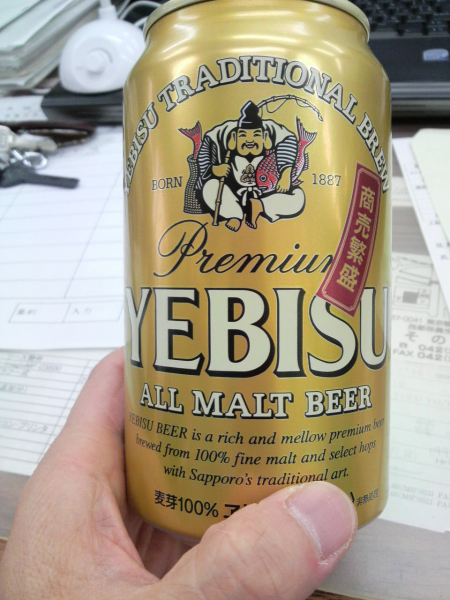 YEBISU TRADITIONAL BREW
BORN 1887
商売繁盛
Premium
YEBISU
ALL MALT BEER
YEBISU BEER is a rich and mellow premium beer
brewed from 100% fine malt and select hops
with Sapporo's traditional art.
麦芽100%